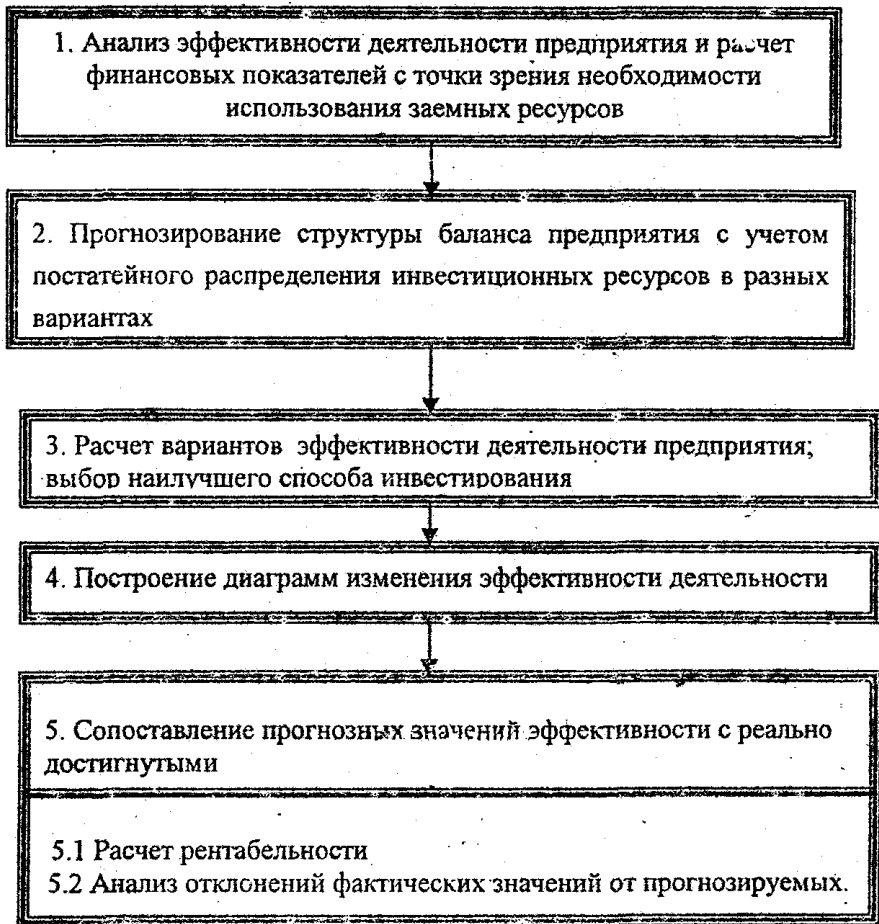 1. Анализ эффективности деятельности предприятия и расчет
финансовых показателей с точки зрения необходимости
использования заемных ресурсов
2. Прогнозирование структуры баланса предприятия с учетом
постатейного распределения инвестиционных ресурсов в разных
вариантах
3. Расчет вариантов эффективности деятельности предприятия;
выбор наилучшего способа инвестирования
4. Построение диаграмм изменения эффективности деятельности
5. Сопоставление прогнозных значений эффективности с реально
достигнутыми
5.1 Расчет рентабельности
5.2 Анализ отклонений фактических значений от прогнозируемых.